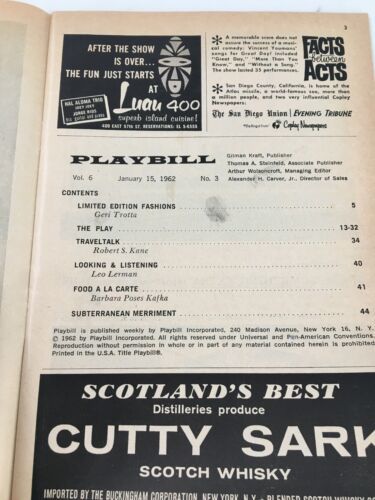 3
AFTER THE SHOW
IS OVER...
THE FUN JUST STARTS
AT
HAL ALOMA TRIO
Luau 400
superb island cuisine!
400 EAST 57th ST. RESERVATIONS: EL 5-6555
* A memorable score does not
assure the success of a musi-
cal comedy: Vincent Youmans'
songs for Great Day! included
"Great Day," "More Than You
Know," and "Without a Song."
The show lasted 35 performances.
FACTS
between
ACTS
* San Diego County, California, is home of the
Atlas missile, a world-famous zoo, more than
a million people, and two very influential Copley
Newspapers:
The San Diego Union | EVENING TRIBUNE
Copley Newspapers
PLAYBILL
Vol. 6 January 15, 1962 No. 3
Gilman Kraft, Publisher
Thomas A. Steinfeld, Associate Publisher
Arthur Wolsoncroft, Managing Editor
Alexander H. Carver, Jr., Director of Sales
CONTENTS
LIMITED EDITION FASHIONS 5
Geri Trotta
THE PLAY 13-32
TRAVELTALK 34
Robert S. Kane
LOOKING & LISTENING 40
Leo Lerman
FOOD A LA CARTE 41
Barbara Poses Kafka
SUBTERRANEAN MERRIMENT 44
Playbill is published weekly by Playbill Incorporated, 240 Madison Avenue, New York 16, N. Y.
© 1962 by Playbill Incorporated. All rights reserved under Universal and Pan-American Conventions.
Reproduction without permission in whole or in part of any material contained herein is prohibited.
Printed in the U.S.A. Title Playbill®.
SCOTLAND'S BEST
Distilleries produce
CUTTY SARK
SCOTCH WHISKY
IMPORTED BY THE BUCKINGHAM CORPORATION, NEW YORK, N.Y. • BLENDED SCOTCH WHISKY